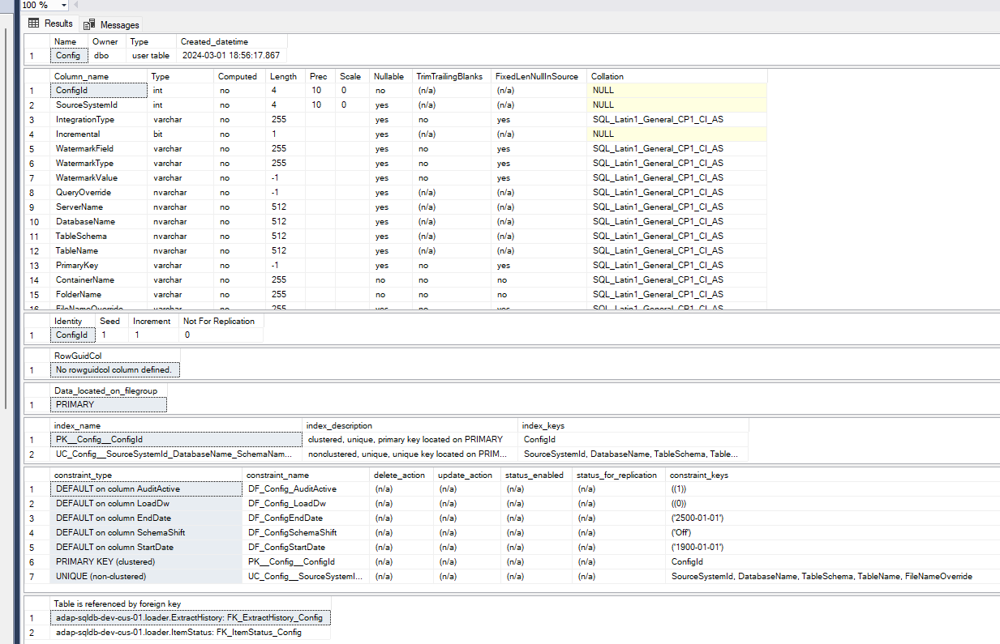 100 %
Results Messages
Name Owner Type Created_datetime
1 Config dbo user table 2024-03-01 18:56:17.867
Column_name Type Computed Length Prec Scale Nullable TrimTrailingBlanks FixedLenNullInSource Collation
1 ConfigId int no 4 10 0 no (n/a) (n/a) NULL
2 SourceSystemId int no 4 10 0 yes (n/a) (n/a) NULL
3 IntegrationType varchar no 255 yes no yes SQL_Latin1_General_CP1_CI_AS
4 Incremental bit no 1 yes (n/a) (n/a) NULL
5 WatermarkField varchar no 255 yes no yes SQL_Latin1_General_CP1_CI_AS
6 WatermarkType varchar no 255 yes no yes SQL_Latin1_General_CP1_CI_AS
7 WatermarkValue varchar no -1 yes no yes SQL_Latin1_General_CP1_CI_AS
8 QueryOverride nvarchar no -1 yes (n/a) (n/a) SQL_Latin1_General_CP1_CI_AS
9 ServerName nvarchar no 512 yes (n/a) (n/a) SQL_Latin1_General_CP1_CI_AS
10 DatabaseName nvarchar no 512 yes (n/a) (n/a) SQL_Latin1_General_CP1_CI_AS
11 TableSchema nvarchar no 512 yes (n/a) (n/a) SQL_Latin1_General_CP1_CI_AS
12 TableName nvarchar no 512 yes (n/a) (n/a) SQL_Latin1_General_CP1_CI_AS
13 PrimaryKey varchar no -1 yes no yes SQL_Latin1_General_CP1_CI_AS
14 ContainerName varchar no 255 no no no SQL_Latin1_General_CP1_CI_AS
15 FolderName varchar no 255 no no no SQL_Latin1_General_CP1_CI_AS
16 FileNameOverride varchar no 255 yes no yes SQL_Latin1_General_CP1_CI_AS
Identity Seed Increment Not For Replication
1 ConfigId 1 1 0
RowGuidCol
1 No rowguidcol column defined.
Data_located_on_filegroup
1 PRIMARY
index_name index_description index_keys
1 PK__Config__ConfigId clustered, unique, primary key located on PRIMARY ConfigId
2 UC_Config__SourceSystemId_DatabaseName_SchemaNam... nonclustered, unique, unique key located on PRIM... SourceSystemId, DatabaseName, TableSchema, Table...
constraint_type constraint_name delete_action update_action status_enabled status_for_replication constraint_keys
1 DEFAULT on column AuditActive DF_Config_AuditActive (n/a) (n/a) (n/a) (n/a) ((1))
2 DEFAULT on column LoadDw DF_Config_LoadDw (n/a) (n/a) (n/a) (n/a) ((0))
3 DEFAULT on column EndDate DF_ConfigEndDate (n/a) (n/a) (n/a) (n/a) ('2500-01-01')
4 DEFAULT on column SchemaShift DF_ConfigSchemaShift (n/a) (n/a) (n/a) (n/a) ('Off')
5 DEFAULT on column StartDate DF_ConfigStartDate (n/a) (n/a) (n/a) (n/a) ('1900-01-01')
6 PRIMARY KEY (clustered) PK__Config__ConfigId (n/a) (n/a) (n/a) (n/a) ConfigId
7 UNIQUE (non-clustered) UC_Config__SourceSystemI... (n/a) (n/a) (n/a) (n/a) SourceSystemId, DatabaseName, TableSchema, TableName, FileNameOverride
Table is referenced by foreign key
1 adap-sqldb-dev-cus-01.loader.ExtractHistory: FK_ExtractHistory_Config
2 adap-sqldb-dev-cus-01.loader.ItemStatus: FK_ItemStatus_Config